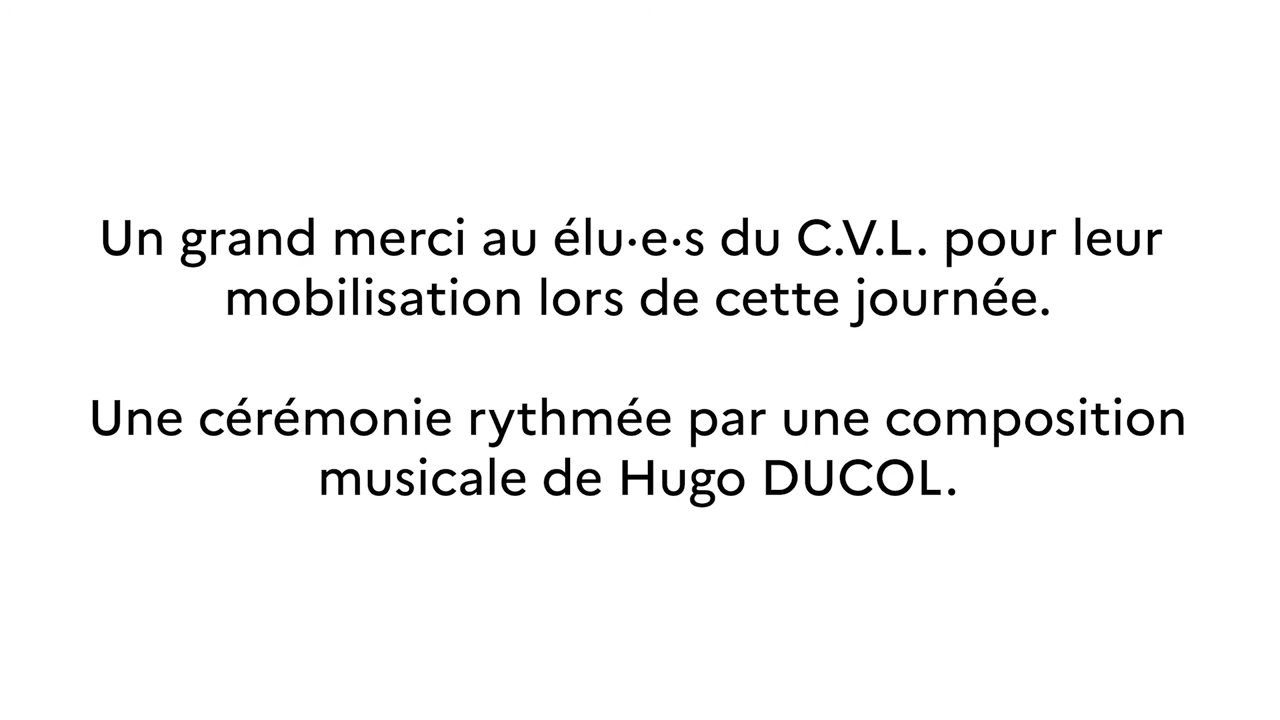 Un grand merci au élu·e·s du C.V.L. pour leur
mobilisation lors de cette journée.
Une cérémonie rythmée par une composition
musicale de Hugo DUCOL.